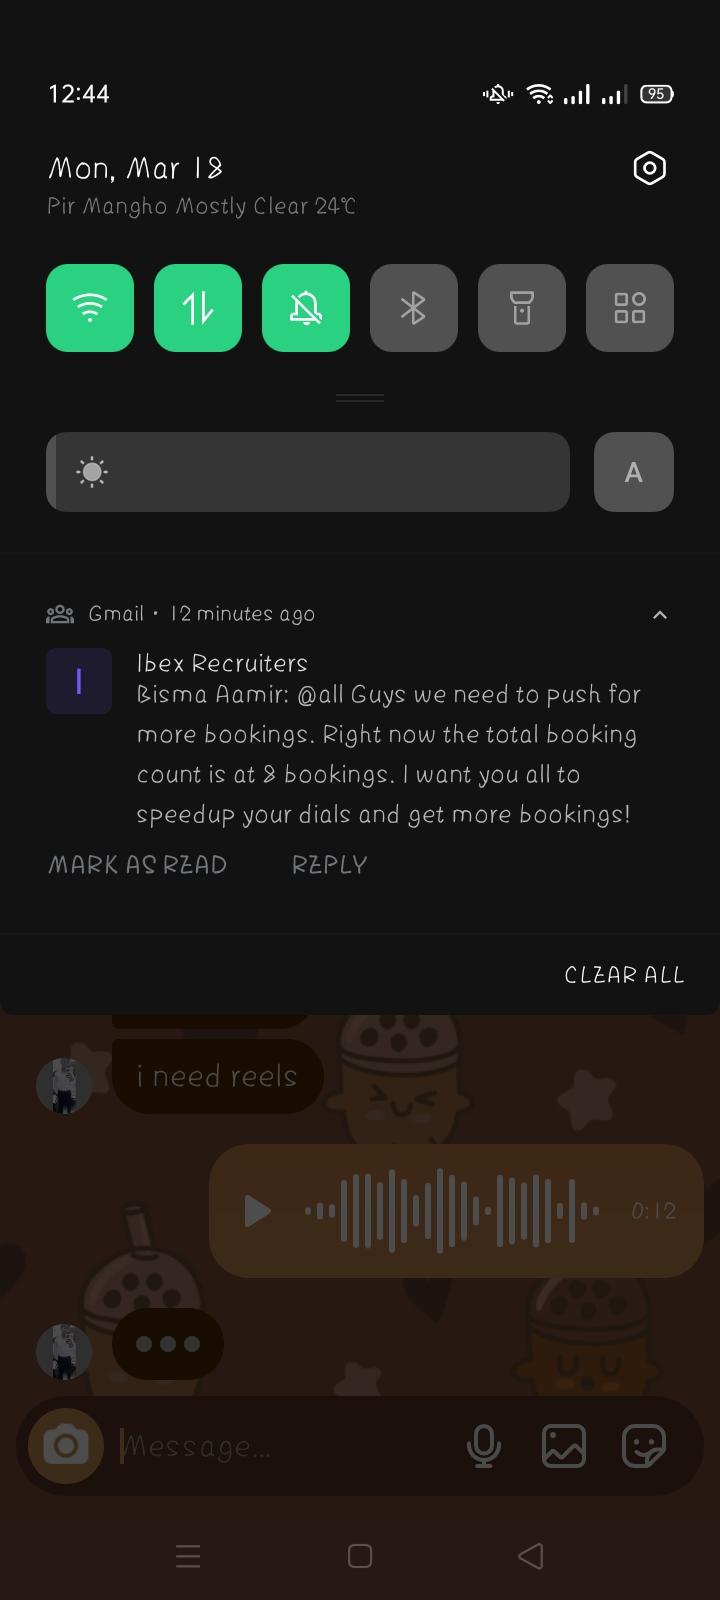 12:44
95
Mon, Mar 18
Pir Mangho Mostly Clear 24°C
A
Gmail • 12 minutes ago
I
Ibex Recruiters
Bisma Aamir: @all Guys we need to push for
more bookings. Right now the total booking
count is at 8 bookings. I want you all to
speedup your dials and get more bookings!
MARK AS READ REPLY
CLEAR ALL
i need reels
0:12
Message...